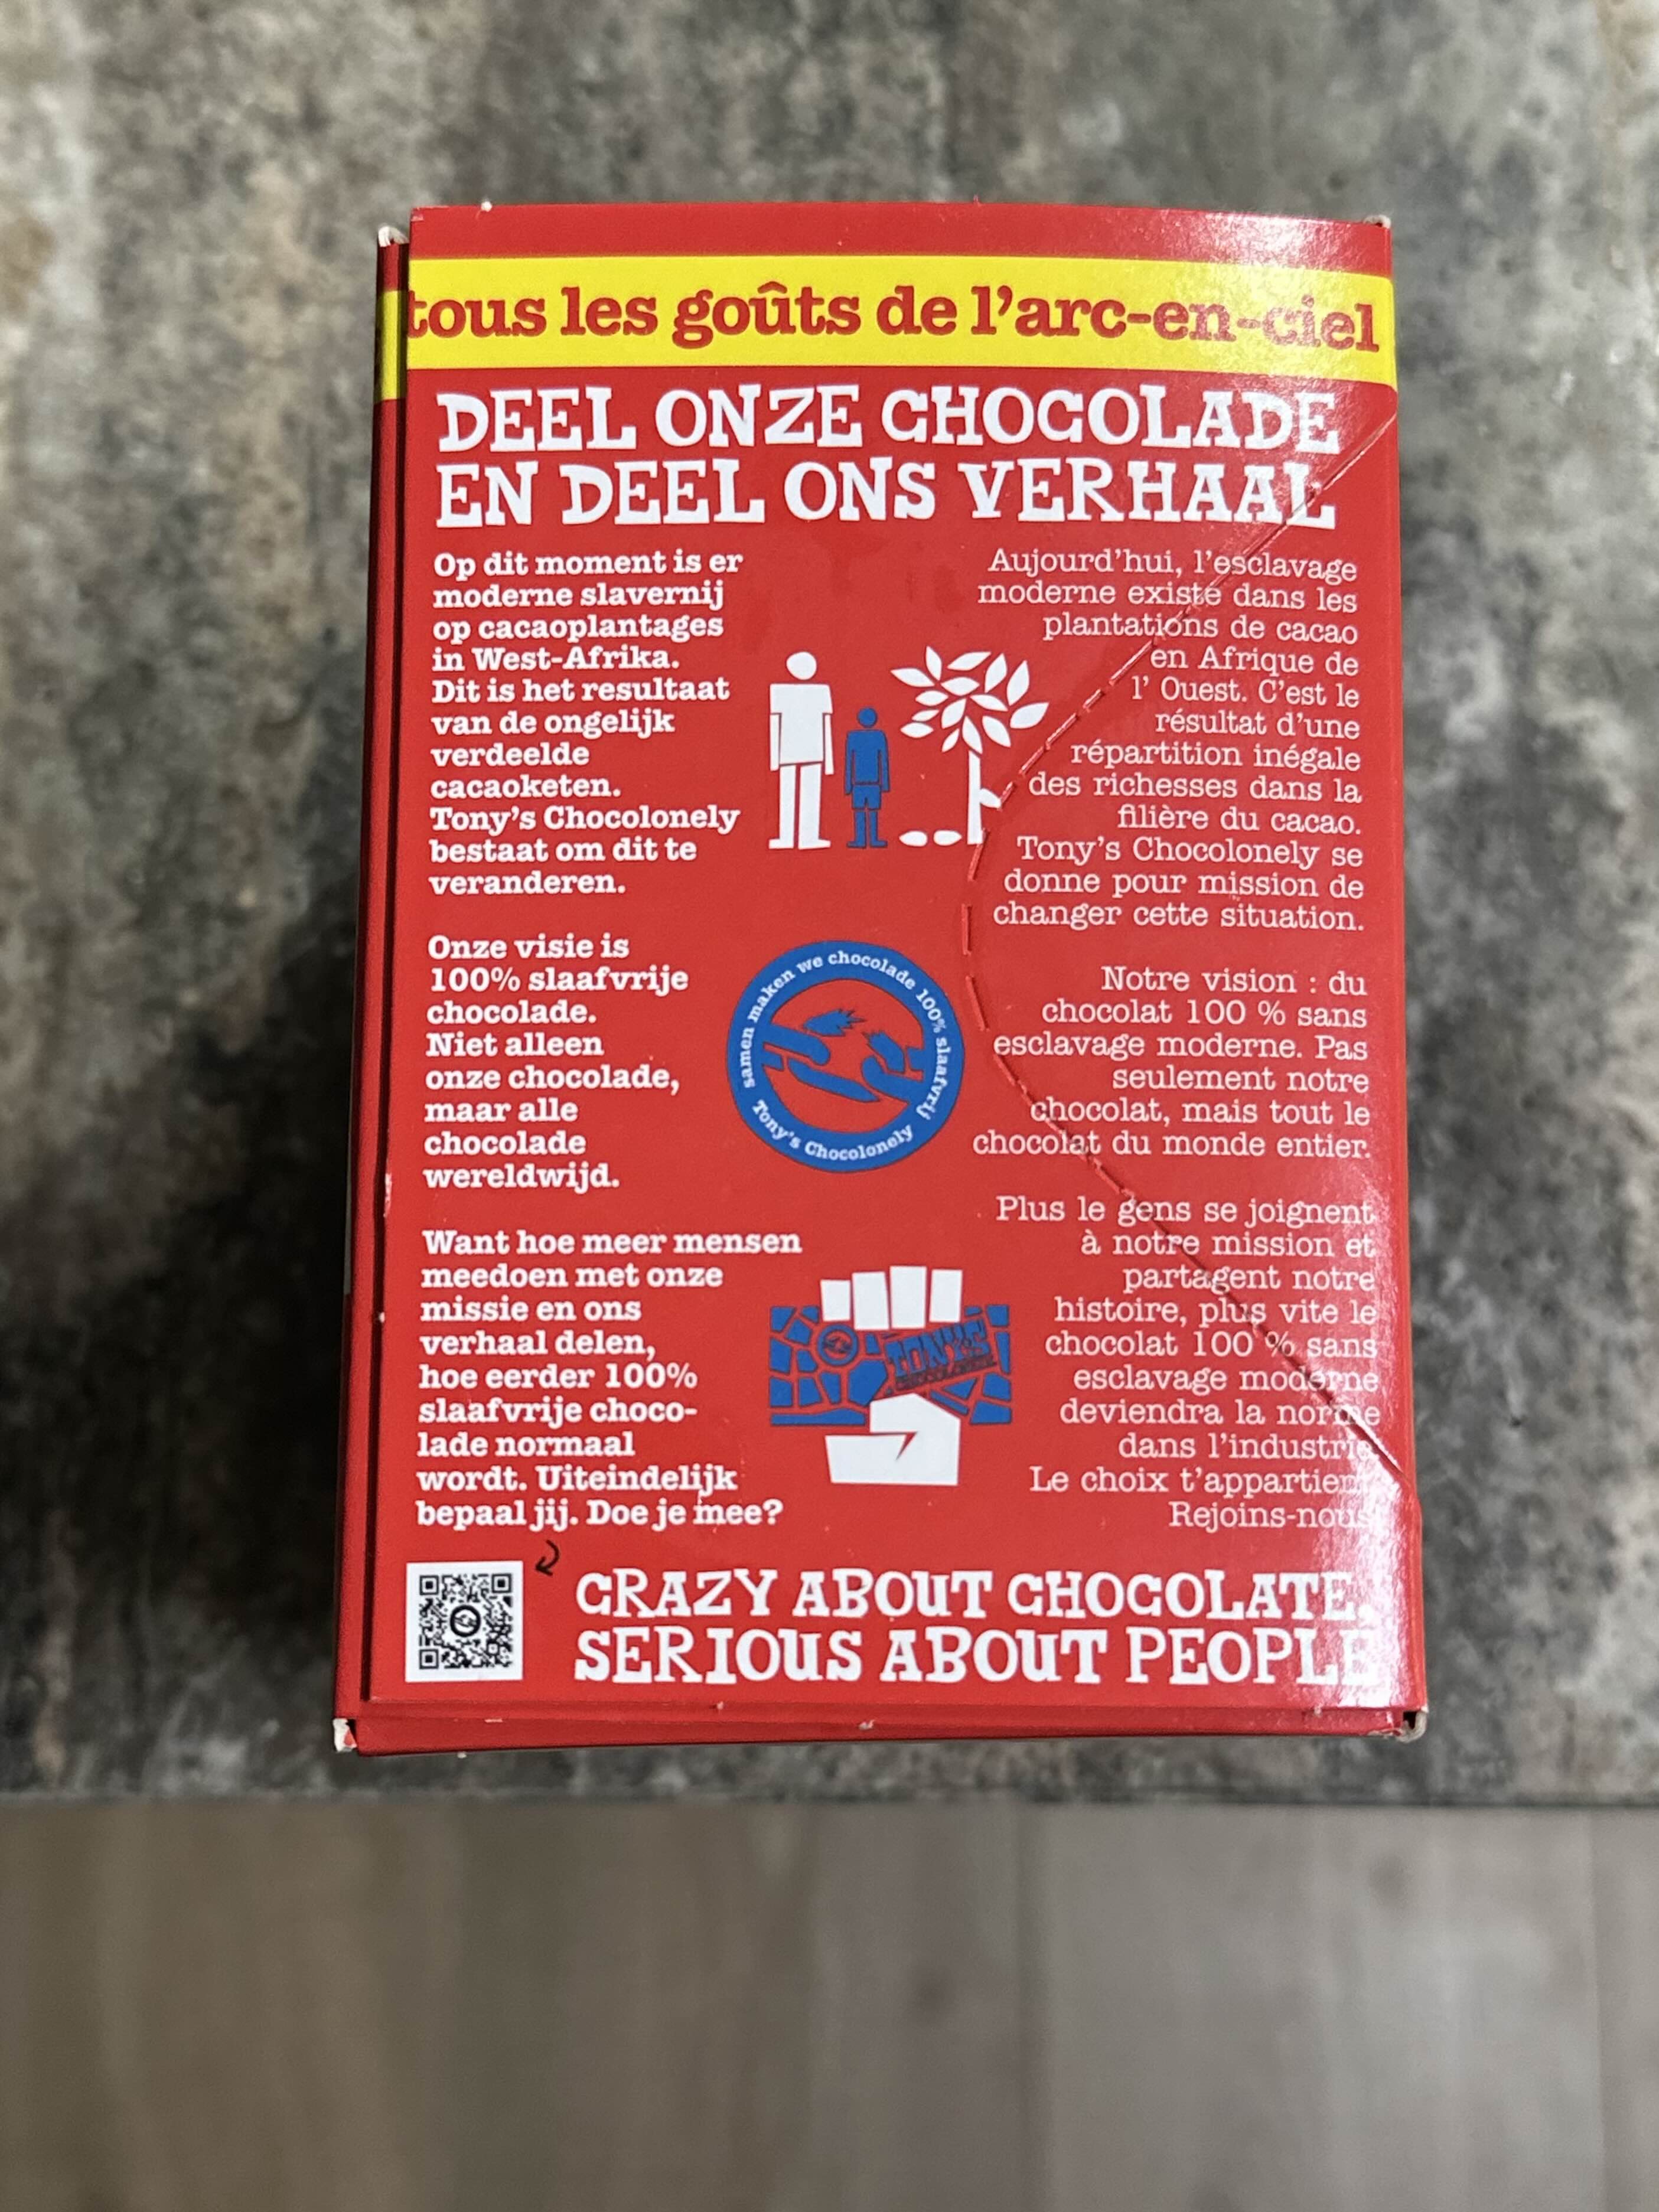 tous les goûts de l'arc-en-ciel
DEEL ONZE CHOCOLADE
EN DEEL ONS VERHAAL
Op dit moment is er
moderne slavernij
op cacaoplantages
in West-Afrika.
Dit is het resultaat
van de ongelijk
verdeelde
cacaoketen.
Tony's Chocolonely
bestaat om dit te
veranderen.
Onze visie is
100% slaafvrije
chocolade.
Niet alleen
onze chocolade,
maar alle
chocolade
wereldwijd.
Want hoe meer mensen
meedoen met onze
missie en ons
verhaal delen,
hoe eerder 100%
slaafvrije choco-
lade normaal
wordt. Uiteindelijk
bepaal jij. Doe je mee?
samen maken we chocolade 100% slaafvrij
Tony's Chocolonely
TONY'S
Aujourd'hui, l'esclavage
moderne existe dans les
plantations de cacao
en Afrique de
l' Ouest. C'est le
résultat d'une
répartition inégale
des richesses dans la
filière du cacao.
Tony's Chocolonely se
donne pour mission de
changer cette situation.
Notre vision : du
chocolat 100 % sans
esclavage moderne. Pas
seulement notre
chocolat, mais tout le
chocolat du monde entier.
Plus le gens se joignent
à notre mission et
partagent notre
histoire, plus vite le
chocolat 100 % sans
esclavage moderne
deviendra la norme
dans l'industrie
Le choix t'appartient
Rejoins-nous
CRAZY ABOUT CHOCOLATE,
SERIOUS ABOUT PEOPLE